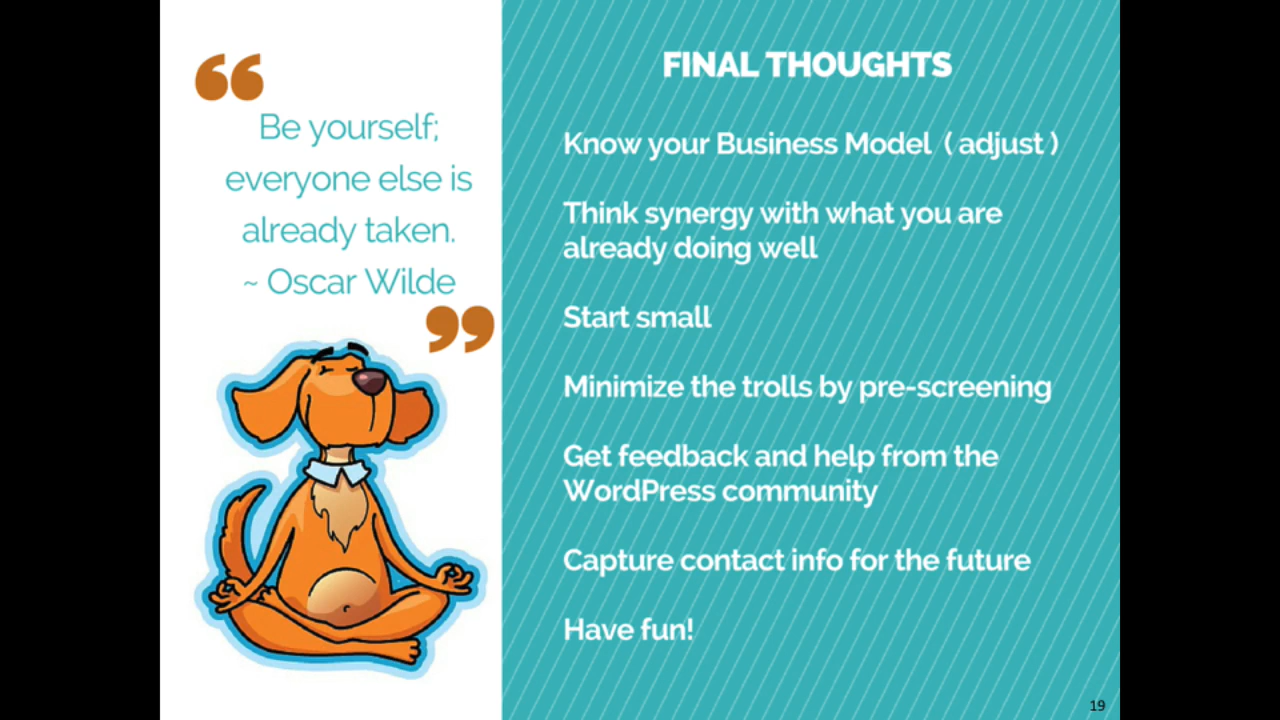 “
Be yourself;
everyone else is
already taken.
~ Oscar Wilde
”
FINAL THOUGHTS
Know your Business Model ( adjust )
Think synergy with what you are
already doing well
Start small
Minimize the trolls by pre-screening
Get feedback and help from the
WordPress community
Capture contact info for the future
Have fun!
19